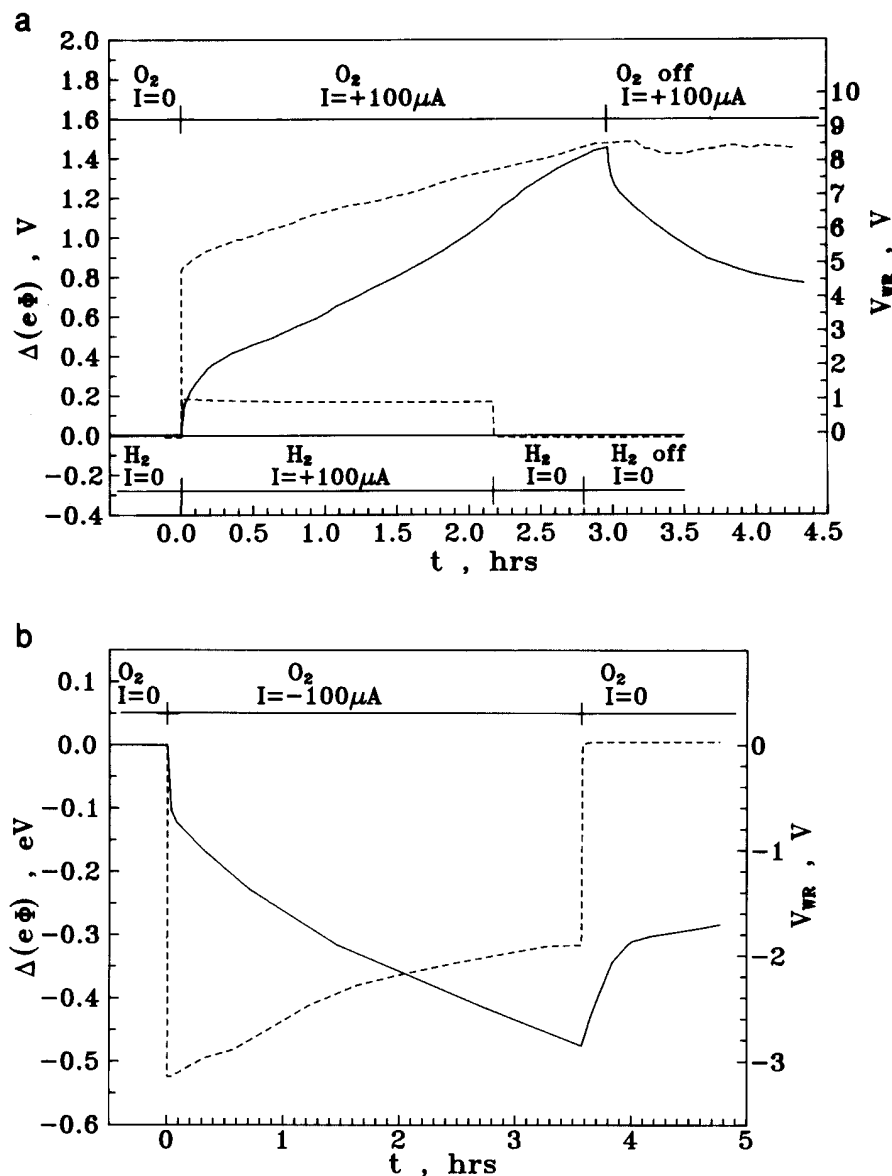 a
2.0
1.8
1.6
1.4
1.2
1.0
0.8
0.6
0.4
0.2
0.0
−0.2
−0.4
Δ(eΦ) , V
O₂ O₂ O₂ off
I=0 I=+100μA I=+100μA
10
9
8
7
6
5
4
3
2
1
0
V_WR , V
H₂ H₂ H₂ H₂ off
I=0 I=+100μA I=0 I=0
0.0 0.5 1.0 1.5 2.0 2.5 3.0 3.5 4.0 4.5
t , hrs
b
0.1
0.0
−0.1
−0.2
−0.3
−0.4
−0.5
−0.6
Δ(eΦ) , eV
O₂ O₂ O₂
I=0 I=−100μA I=0
0
−1
−2
−3
V_WR , V
0 1 2 3 4 5
t , hrs